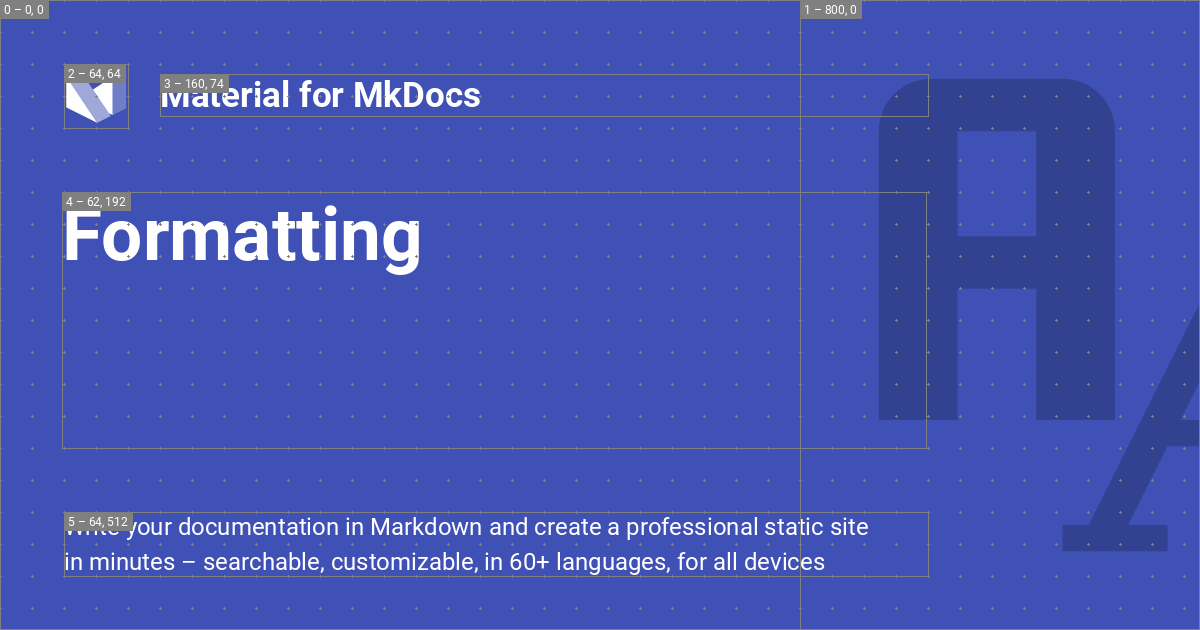 0 – 0, 0
1 – 800, 0
2 – 64, 64
3 – 160, 74
Material for MkDocs
4 – 62, 192
Formatting
5 – 64, 512
Write your documentation in Markdown and create a professional static site
in minutes – searchable, customizable, in 60+ languages, for all devices
A
A